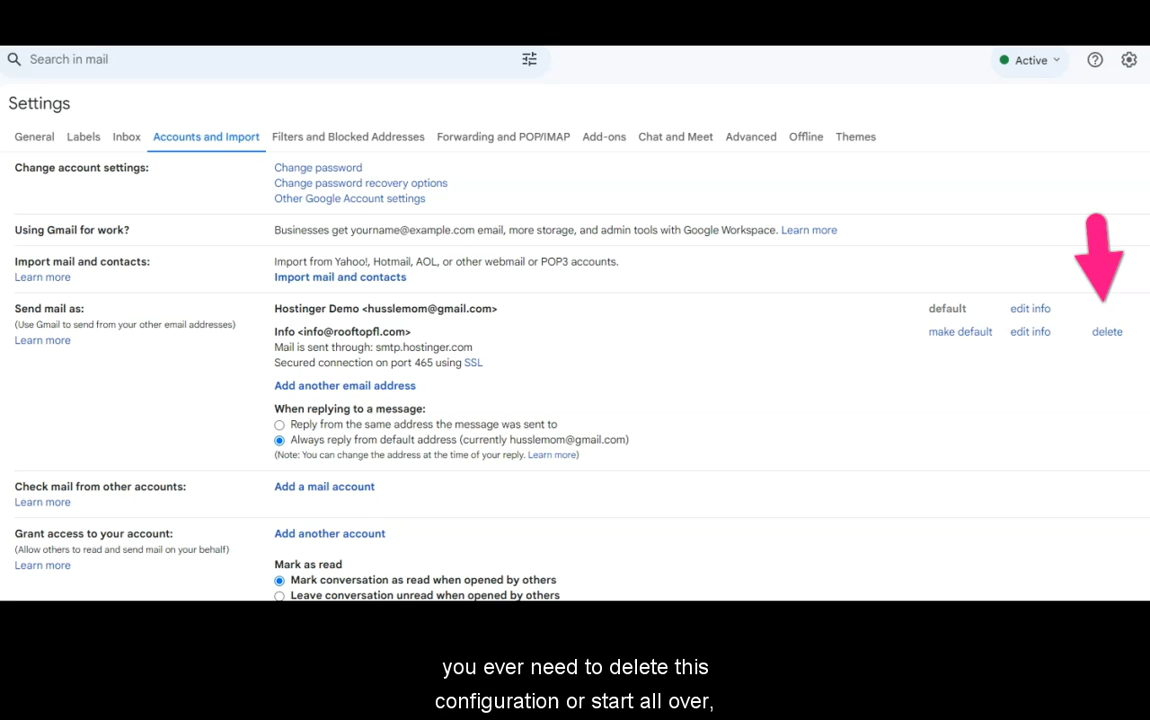 Search in mail
Active
Settings
General Labels Inbox Accounts and Import Filters and Blocked Addresses Forwarding and POP/IMAP Add-ons Chat and Meet Advanced Offline Themes
Change account settings: Change password
Change password recovery options
Other Google Account settings
Using Gmail for work? Businesses get yourname@example.com email, more storage, and admin tools with Google Workspace. Learn more
Import mail and contacts: Import from Yahoo!, Hotmail, AOL, or other webmail or POP3 accounts.
Learn more Import mail and contacts
Send mail as: Hostinger Demo <husslemom@gmail.com> default edit info
(Use Gmail to send from your other email addresses) Info <info@rooftopfl.com> make default edit info delete
Learn more Mail is sent through: smtp.hostinger.com
Secured connection on port 465 using SSL
Add another email address
When replying to a message:
Reply from the same address the message was sent to
Always reply from default address (currently husslemom@gmail.com)
(Note: You can change the address at the time of your reply. Learn more)
Check mail from other accounts: Add a mail account
Learn more
Grant access to your account: Add another account
(Allow others to read and send mail on your behalf)
Learn more Mark as read
Mark conversation as read when opened by others
Leave conversation unread when opened by others
you ever need to delete this
configuration or start all over,